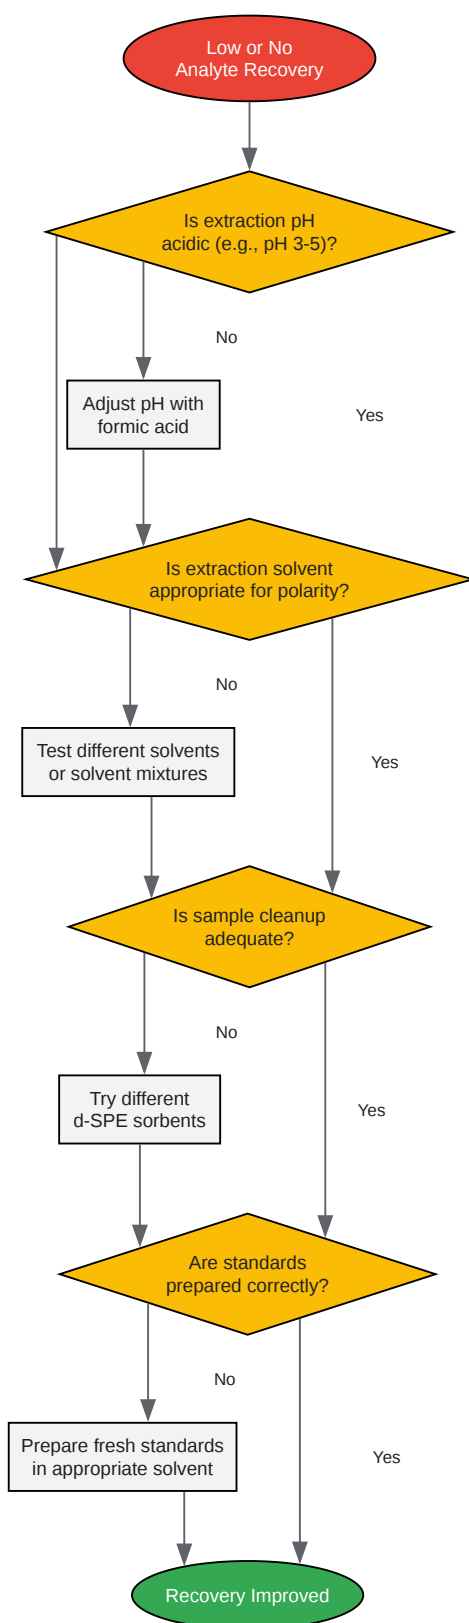 Low or No
Analyte Recovery
Is extraction pH
acidic (e.g., pH 3-5)?
No
Adjust pH with
formic acid
Yes
Is extraction solvent
appropriate for polarity?
No
Test different solvents
or solvent mixtures
Yes
Is sample cleanup
adequate?
No
Try different
d-SPE sorbents
Yes
Are standards
prepared correctly?
No
Prepare fresh standards
in appropriate solvent
Yes
Recovery Improved